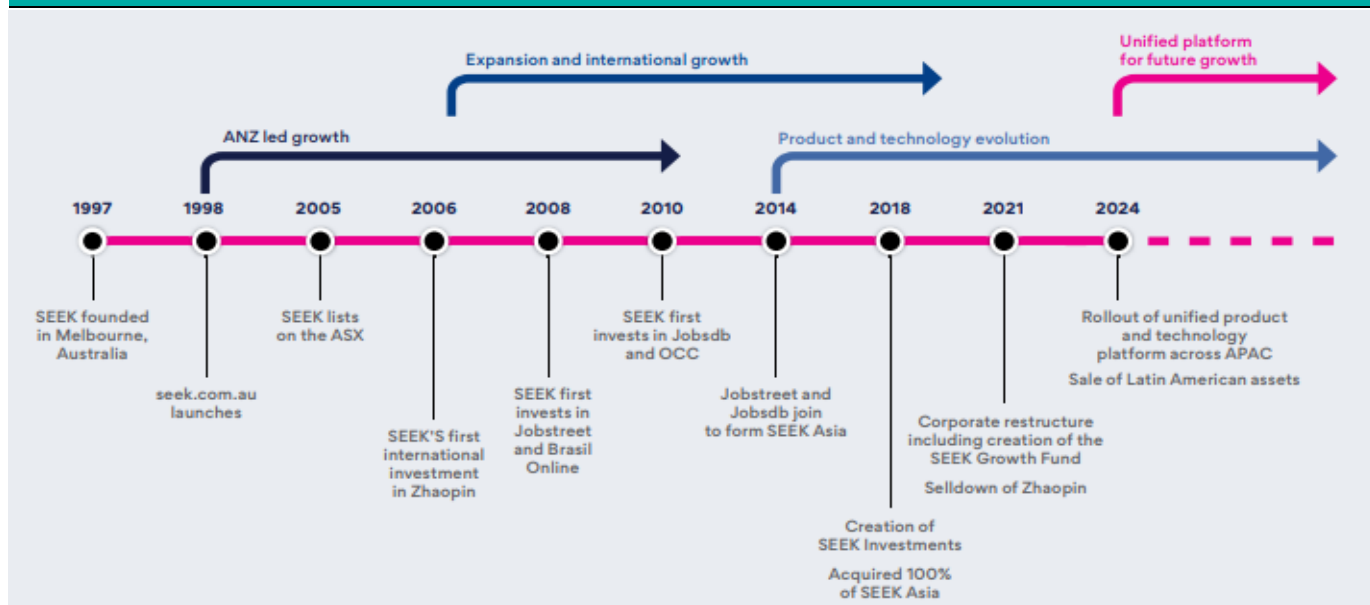 Unified platform
for future growth
Expansion and international growth
ANZ led growth
Product and technology evolution
1997
1998
2005
2006
2008
2010
2014
2018
2021
2024
SEEK founded
in Melbourne,
Australia
seek.com.au
launches
SEEK lists
on the ASX
SEEK'S first
international
investment
in Zhaopin
SEEK first
invests in
Jobstreet
and Brasil
Online
SEEK first
invests in Jobsdb
and OCC
Jobstreet and
Jobsdb join
to form SEEK Asia
Creation of
SEEK Investments
Acquired 100%
of SEEK Asia
Corporate restructure
including creation of the
SEEK Growth Fund
Selldown of Zhaopin
Rollout of unified product
and technology
platform across APAC
Sale of Latin American assets